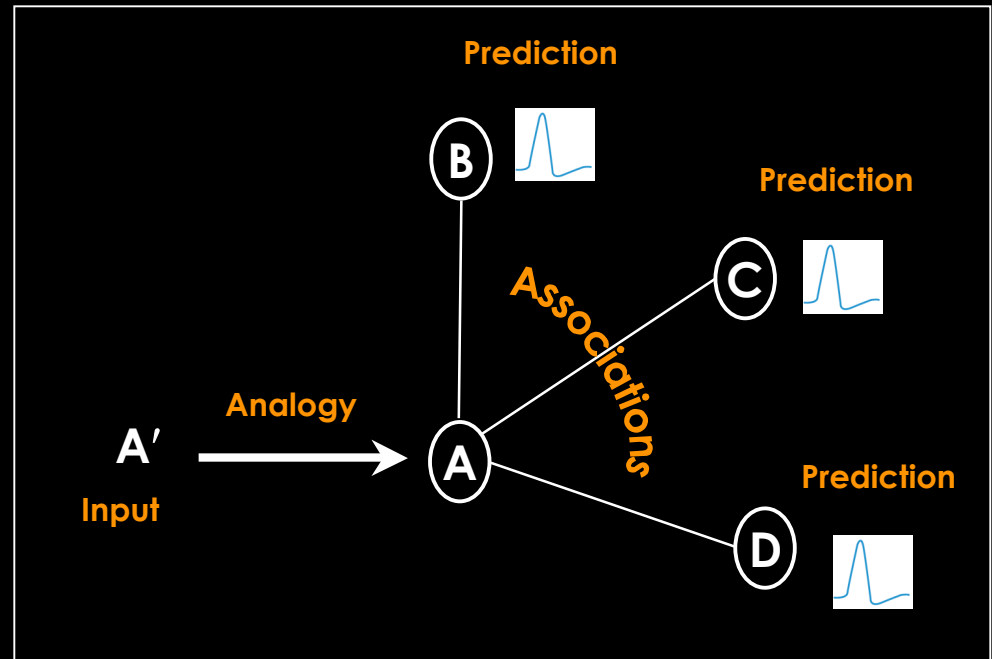 Prediction
B
Prediction
C
Associations
Analogy
A′
A
Input
Prediction
D